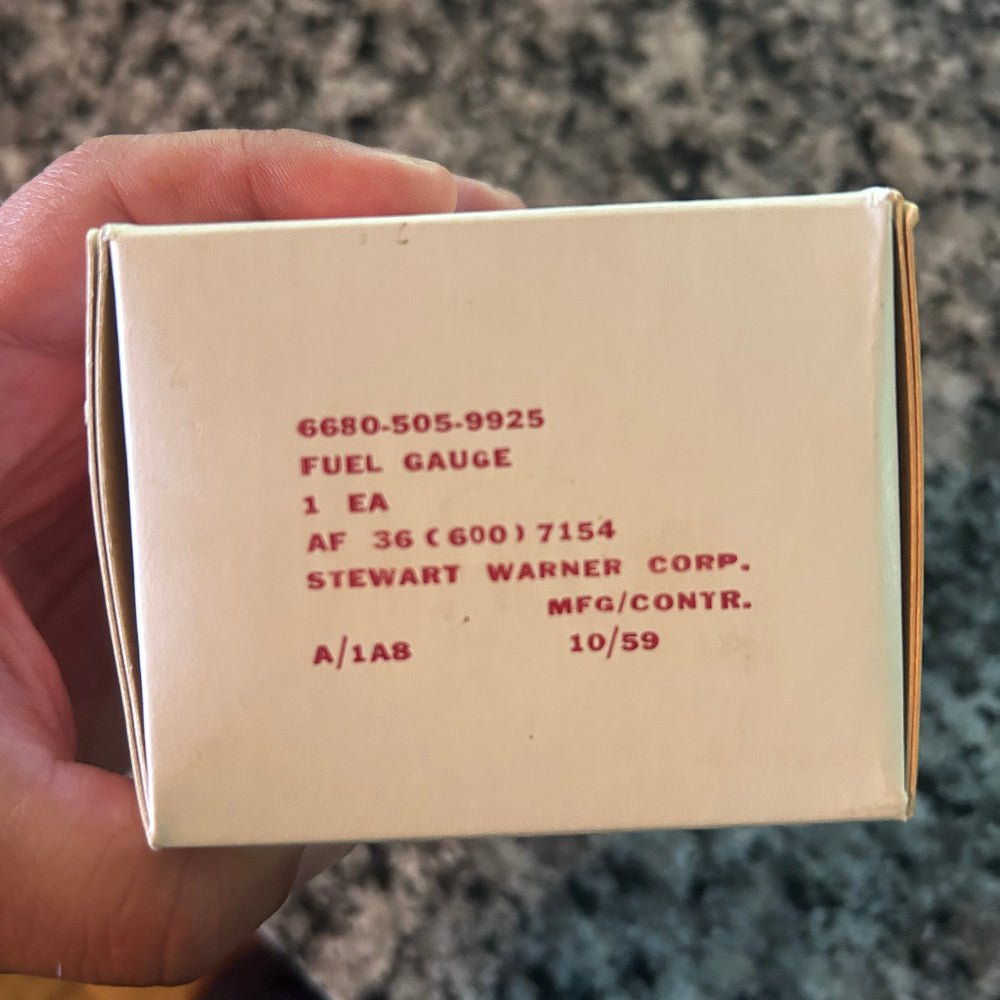 6680-505-9925
FUEL GAUGE
1 EA
AF 36(600)7154
STEWART WARNER CORP.
MFG/CONTR.
A/1A8 10/59